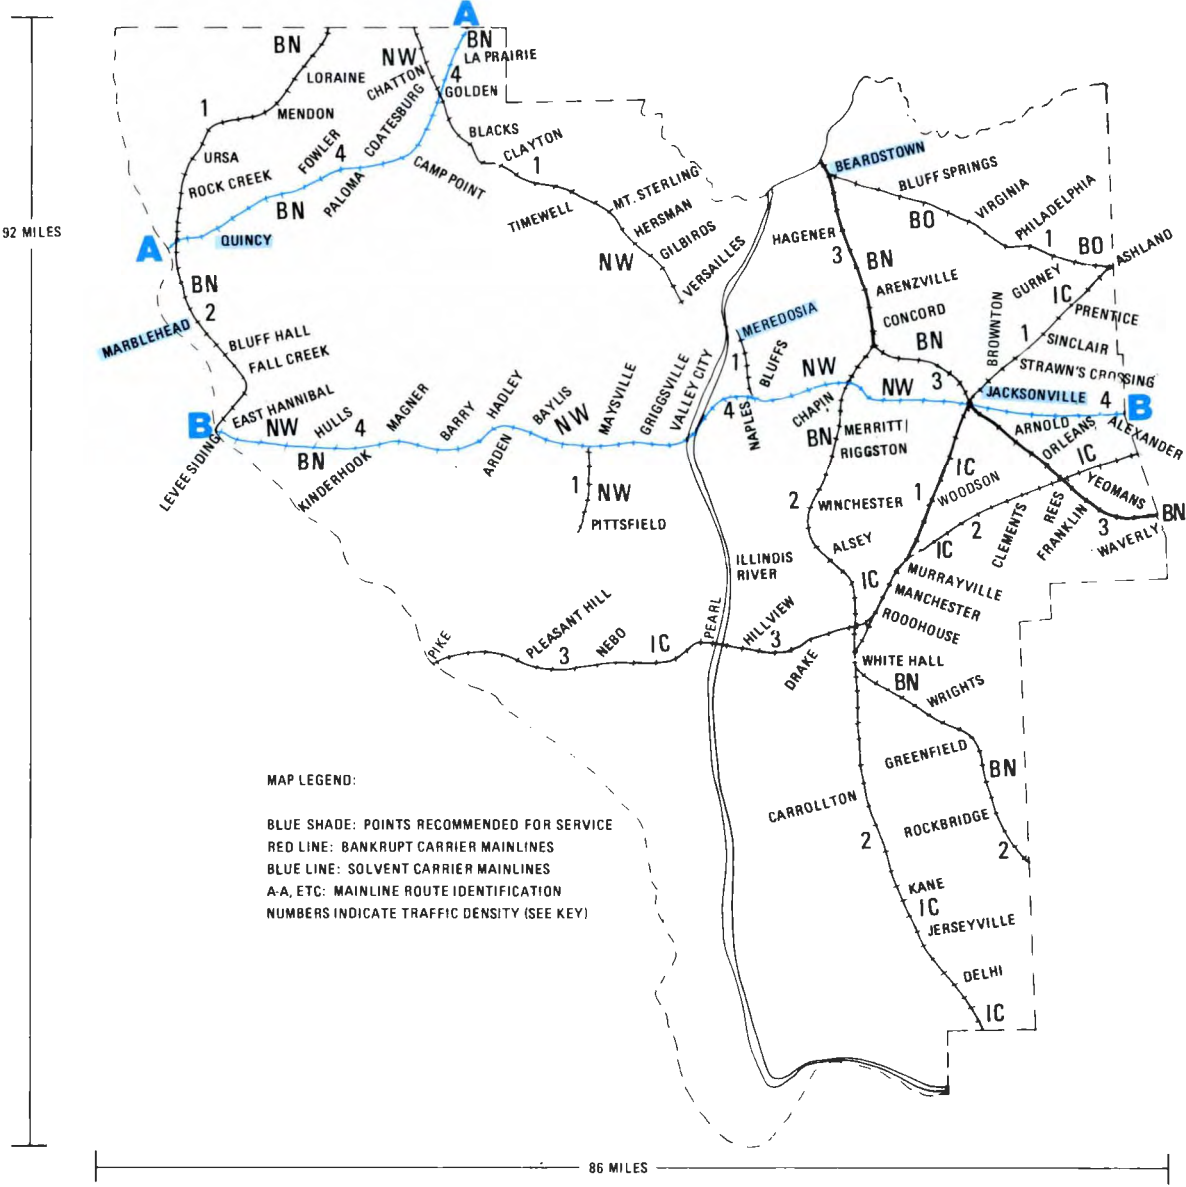 A
BN
LA PRAIRIE
BN
NW
CHATTON
4
GOLDEN
LORAINE
1
MENDON
COATESBURG
BLACKS
CLAYTON
1
URSA
FOWLER
4
ROCK CREEK
PALOMA
CAMP POINT
BN
MT. STERLING
TIMEWELL
HERSMAN
GILBIRDS
NW
VERSAILLES
92 MILES
A
QUINCY
BEARDSTOWN
BLUFF SPRINGS
BO
VIRGINIA
PHILADELPHIA
1
BO
ASHLAND
HAGENER
3
BN
ARENZVILLE
GURNEY
IC
PRENTICE
CONCORD
BN
BROWNTON
1
SINCLAIR
STRAWN'S CROSSING
BN
2
MARBLEHEAD
BLUFF HALL
FALL CREEK
MEREDOSIA
1
BLUFFS
NW
NW
3
JACKSONVILLE
4
B
B
EAST HANNIBAL
NW
HULLS
4
MAGNER
BARRY
HADLEY
BAYLIS
NW
MAYSVILLE
GRIGGSVILLE
VALLEY CITY
4
NAPLES
CHAPIN
ARNOLD
ORLEANS
ALEXANDER
LEVEE SIDING
BN
KINDERHOOK
ARDEN
BN
MERRITT
RIGGSTON
IC
IC
YEOMANS
1
NW
PITTSFIELD
2
WINCHESTER
1
WOODSON
2
CLEMENTS
REES
FRANKLIN
3
BN
WAVERLY
ALSEY
IC
ILLINOIS
RIVER
IC
MURRAYVILLE
MANCHESTER
ROODHOUSE
PIKE
PLEASANT HILL
3
NEBO
IC
PEARL
HILLVIEW
3
DRAKE
WHITE HALL
BN
WRIGHTS
GREENFIELD
BN
CARROLLTON
2
ROCKBRIDGE
2
KANE
IC
JERSEYVILLE
DELHI
IC
MAP LEGEND:
BLUE SHADE: POINTS RECOMMENDED FOR SERVICE
RED LINE: BANKRUPT CARRIER MAINLINES
BLUE LINE: SOLVENT CARRIER MAINLINES
A-A, ETC: MAINLINE ROUTE IDENTIFICATION
NUMBERS INDICATE TRAFFIC DENSITY (SEE KEY)
86 MILES